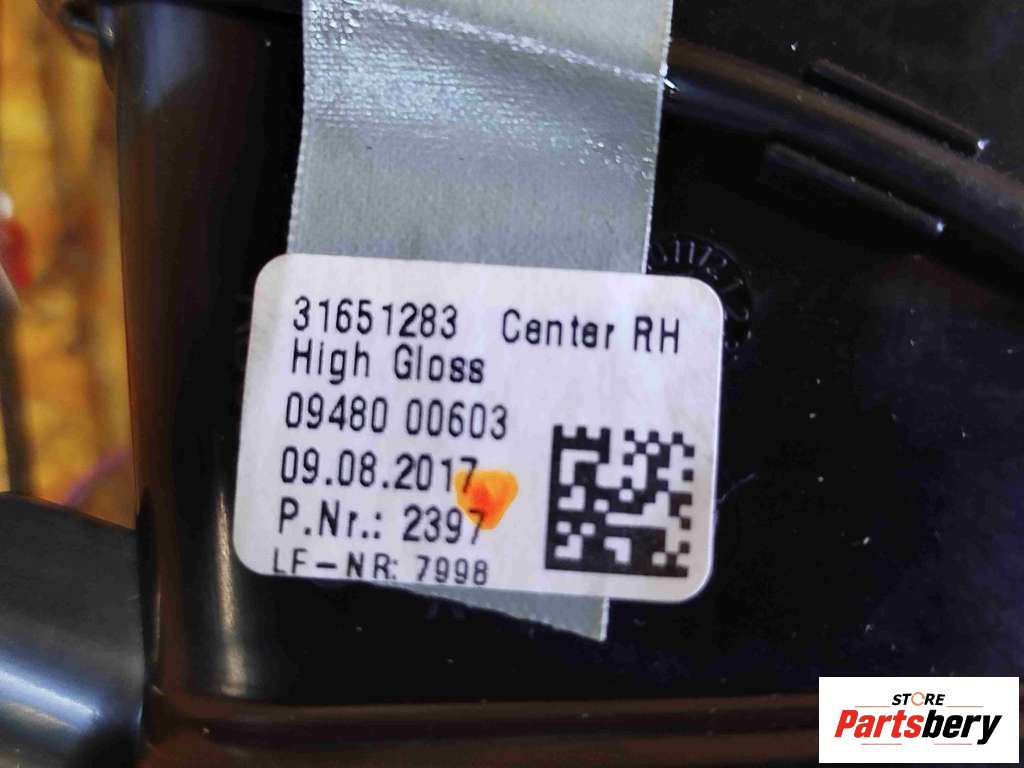 31651283 Center RH
High Gloss
09480 00603
09.08.2017
P.Nr.: 2397
LF-NR: 7998
STORE
Partsbery